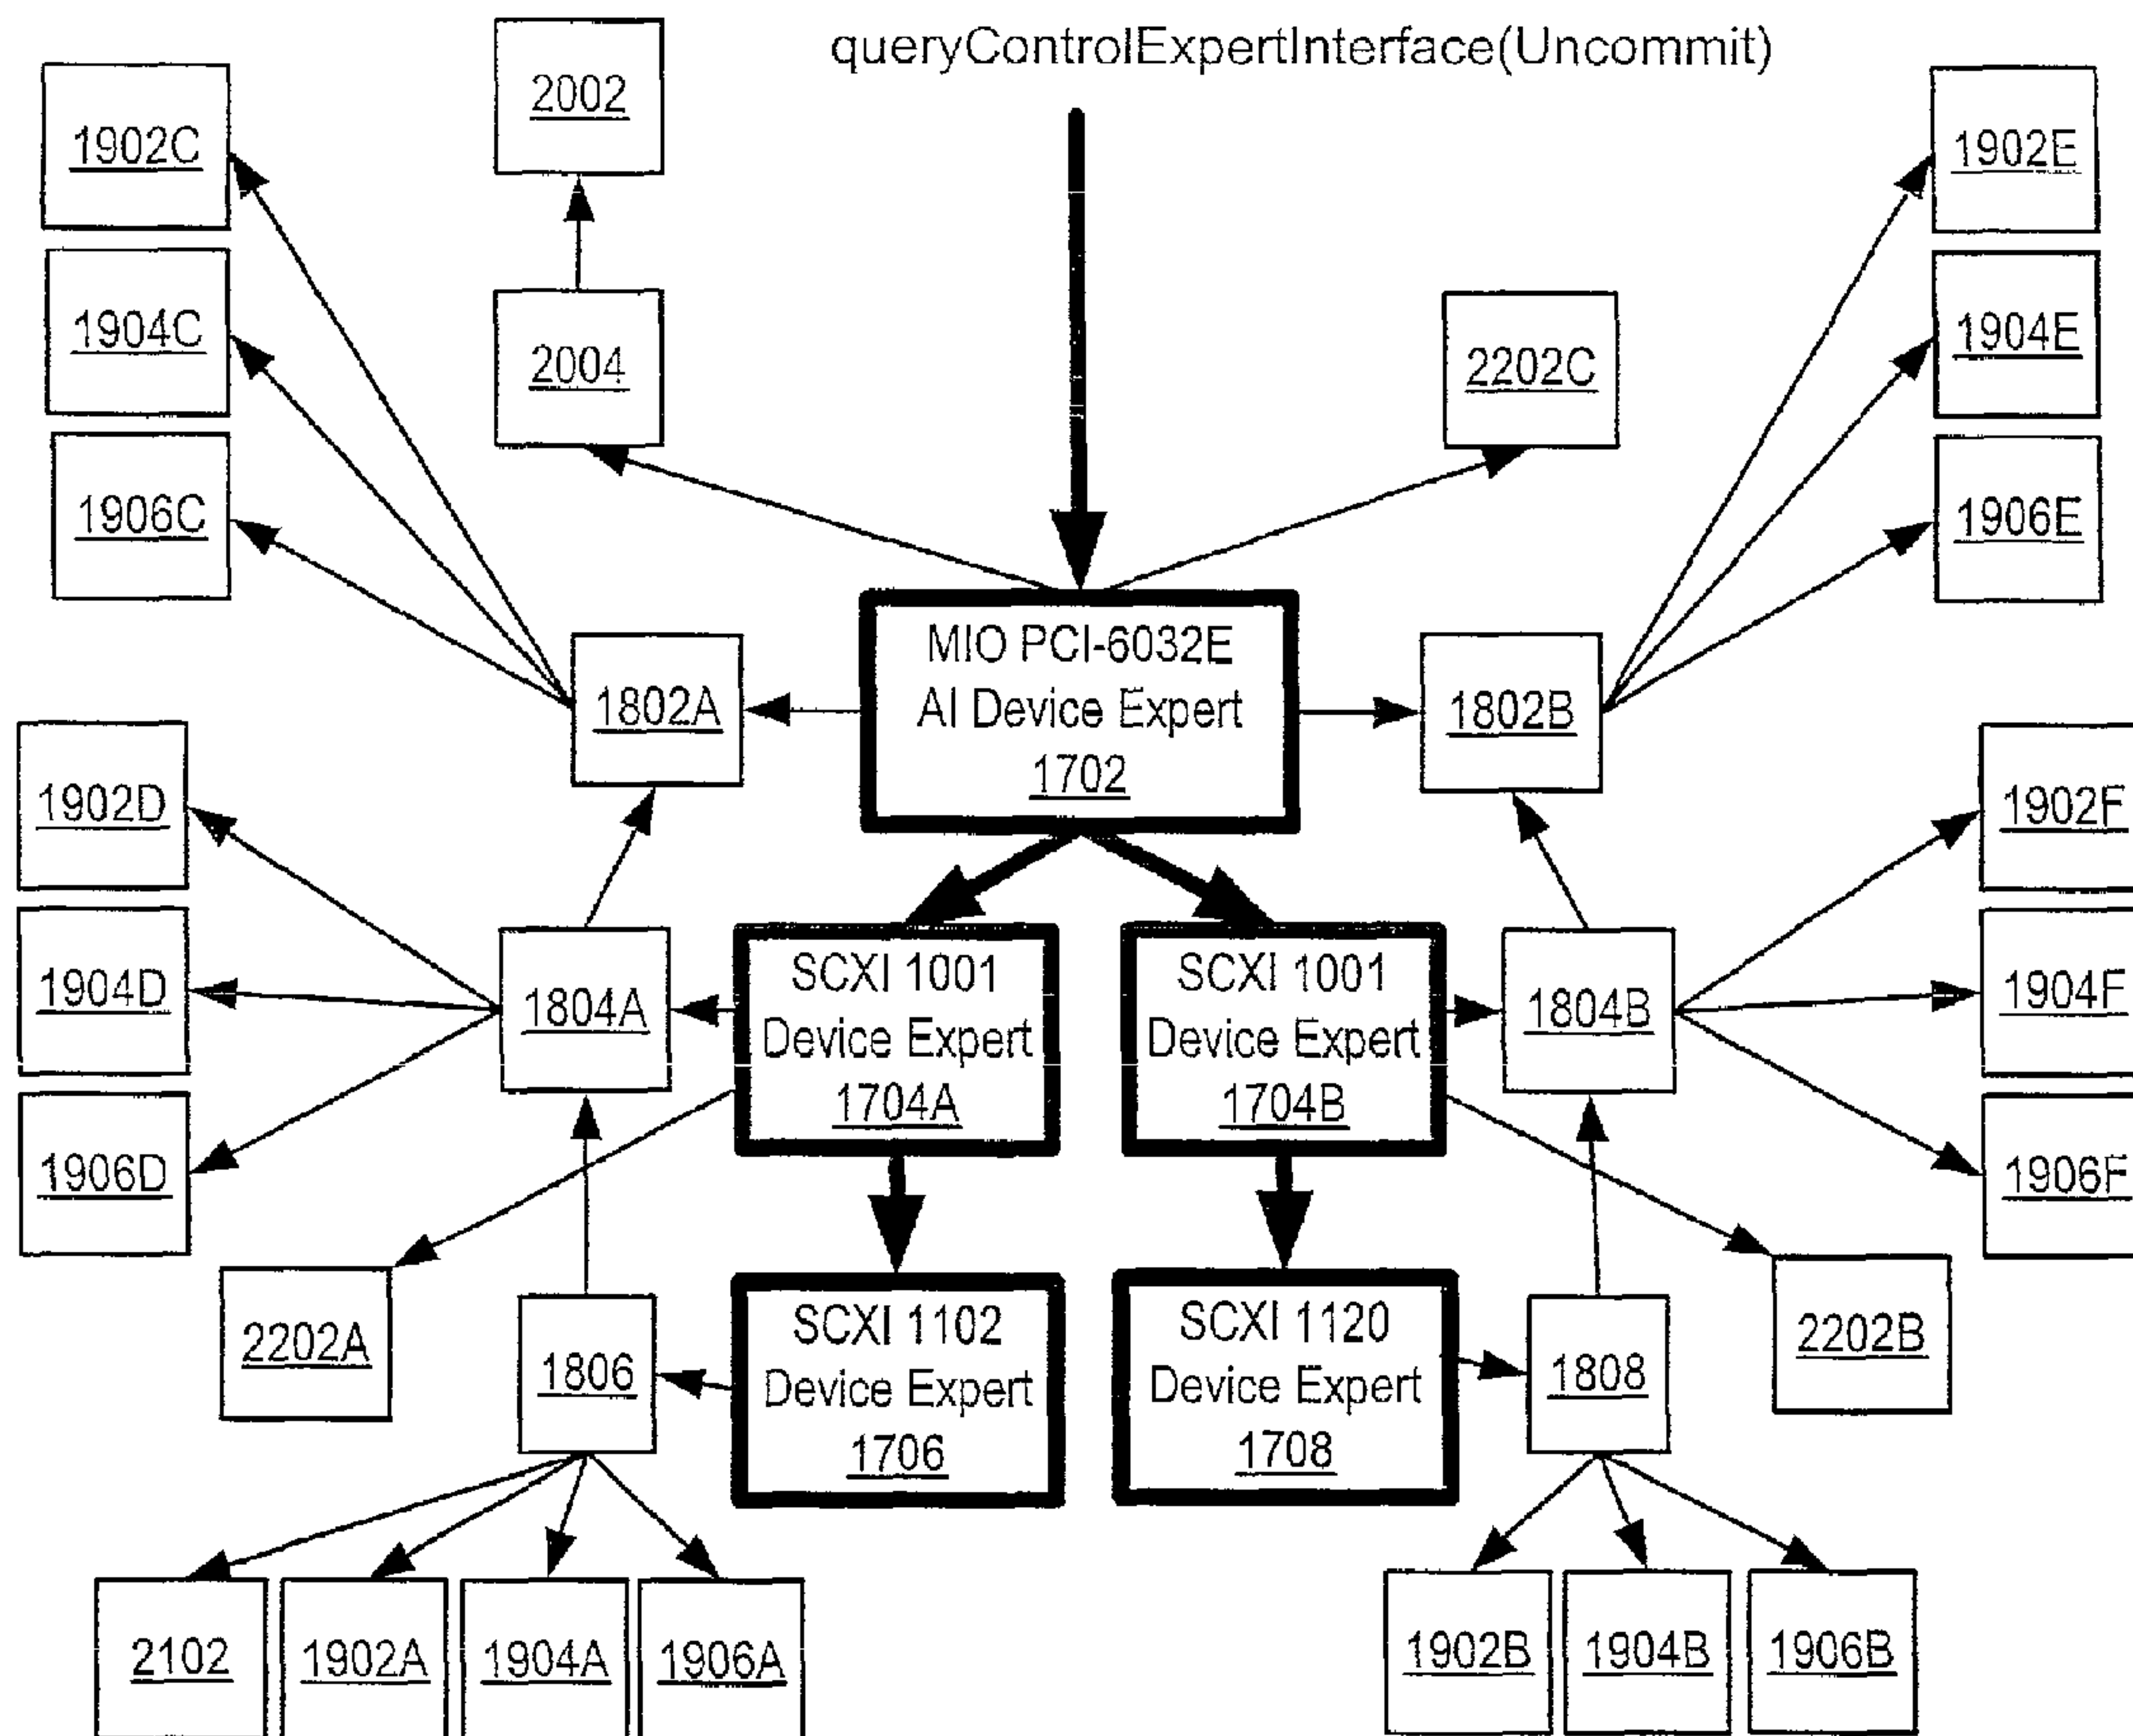 queryControlExpertInterface(Uncommit)
2002
1902C
1902E
1904C
1904E
2004
2202C
1906C
1906E
MIO PCI-6032E
AI Device Expert
1702
1802A
1802B
1902D
1902F
SCXI 1001
Device Expert
1704A
SCXI 1001
Device Expert
1704B
1904D
1804A
1804B
1904F
1906D
1906F
2202A
1806
SCXI 1102
Device Expert
1706
SCXI 1120
Device Expert
1708
1808
2202B
2102
1902A
1904A
1906A
1902B
1904B
1906B